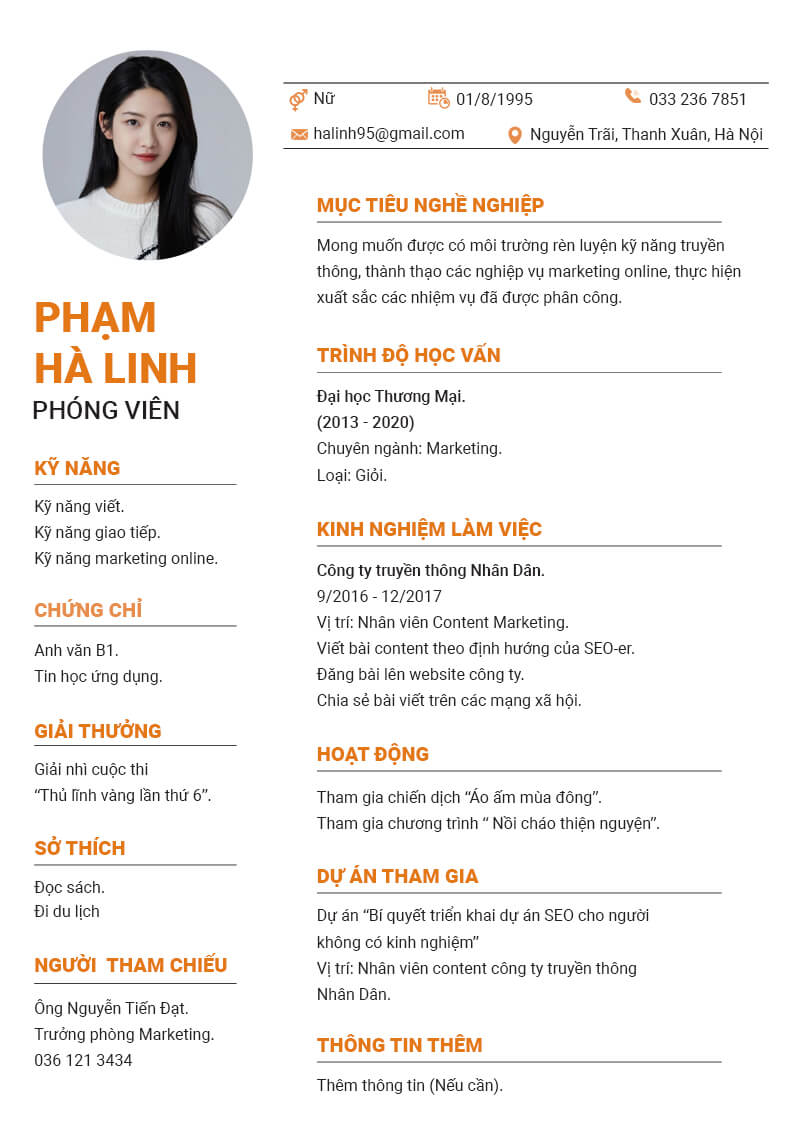 Nữ
01/8/1995
033 236 7851
halinh95@gmail.com
Nguyễn Trãi, Thanh Xuân, Hà Nội
PHẠM
HÀ LINH
PHÓNG VIÊN
KỸ NĂNG
Kỹ năng viết.
Kỹ năng giao tiếp.
Kỹ năng marketing online.
CHỨNG CHỈ
Anh văn B1.
Tin học ứng dụng.
GIẢI THƯỞNG
Giải nhì cuộc thi
“Thủ lĩnh vàng lần thứ 6”.
SỞ THÍCH
Đọc sách.
Đi du lịch
NGƯỜI THAM CHIẾU
Ông Nguyễn Tiến Đạt.
Trưởng phòng Marketing.
036 121 3434
MỤC TIÊU NGHỀ NGHIỆP
Mong muốn được có môi trường rèn luyện kỹ năng truyền
thông, thành thạo các nghiệp vụ marketing online, thực hiện
xuất sắc các nhiệm vụ đã được phân công.
TRÌNH ĐỘ HỌC VẤN
Đại học Thương Mại.
(2013 - 2020)
Chuyên ngành: Marketing.
Loại: Giỏi.
KINH NGHIỆM LÀM VIỆC
Công ty truyền thông Nhân Dân.
9/2016 - 12/2017
Vị trí: Nhân viên Content Marketing.
Viết bài content theo định hướng của SEO-er.
Đăng bài lên website công ty.
Chia sẻ bài viết trên các mạng xã hội.
HOẠT ĐỘNG
Tham gia chiến dịch “Áo ấm mùa đông”.
Tham gia chương trình “ Nồi cháo thiện nguyện”.
DỰ ÁN THAM GIA
Dự án “Bí quyết triển khai dự án SEO cho người
không có kinh nghiệm”
Vị trí: Nhân viên content công ty truyền thông
Nhân Dân.
THÔNG TIN THÊM
Thêm thông tin (Nếu cần).